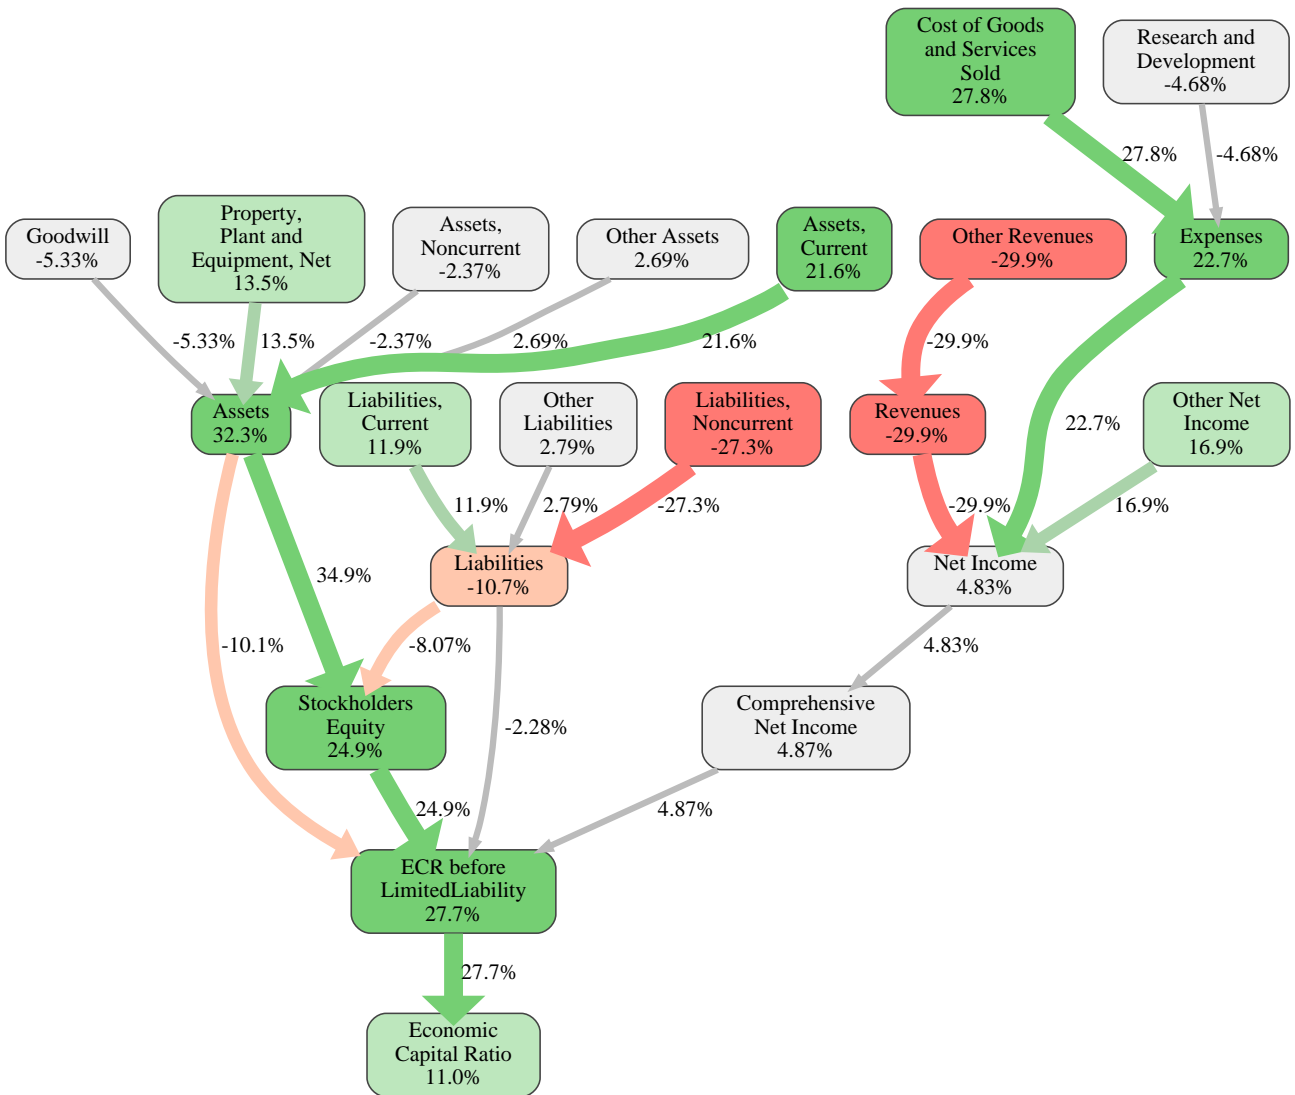 Cost of Goods
and Services
Sold
27.8%
Research and
Development
-4.68%
27.8%
-4.68%
Goodwill
-5.33%
Property,
Plant and
Equipment, Net
13.5%
Assets,
Noncurrent
-2.37%
Other Assets
2.69%
Assets,
Current
21.6%
Other Revenues
-29.9%
Expenses
22.7%
-5.33%
13.5%
-2.37%
2.69%
21.6%
-29.9%
Assets
32.3%
Liabilities,
Current
11.9%
Other
Liabilities
2.79%
Liabilities,
Noncurrent
-27.3%
Revenues
-29.9%
22.7%
Other Net
Income
16.9%
11.9%
2.79%
-27.3%
-29.9%
16.9%
34.9%
Liabilities
-10.7%
Net Income
4.83%
-10.1%
-8.07%
4.83%
Stockholders
Equity
24.9%
-2.28%
Comprehensive
Net Income
4.87%
24.9%
4.87%
ECR before
LimitedLiability
27.7%
27.7%
Economic
Capital Ratio
11.0%